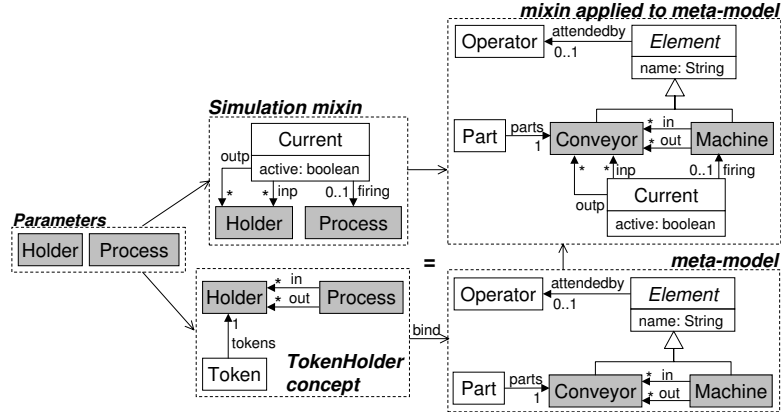 mixin applied to meta-model
Operator
attendedby
0..1
Element
name: String
Simulation mixin
Current
active: boolean
outp
*
* inp
0..1 firing
Holder
Process
Part
parts
1
Conveyor
* in
* out
Machine
*
* inp
0..1 firing
outp
Current
active: boolean
Parameters
Holder
Process
=
meta-model
Holder
* in
* out
Process
1
tokens
Token
TokenHolder
concept
bind
Operator
attendedby
0..1
Element
name: String
Part
parts
1
Conveyor
* in
* out
Machine